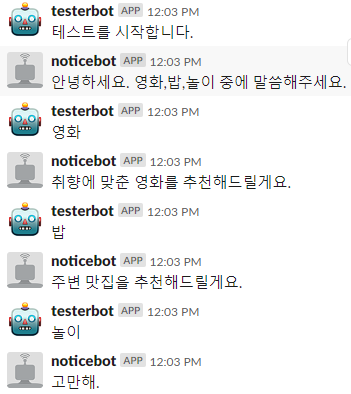 testerbot APP 12:03 PM
테스트를 시작합니다.
noticebot APP 12:03 PM
안녕하세요. 영화,밥,놀이 중에 말씀해주세요.
testerbot APP 12:03 PM
영화
noticebot APP 12:03 PM
취향에 맞춘 영화를 추천해드릴게요.
testerbot APP 12:03 PM
밥
noticebot APP 12:03 PM
주변 맛집을 추천해드릴게요.
testerbot APP 12:03 PM
놀이
noticebot APP 12:03 PM
고만해.